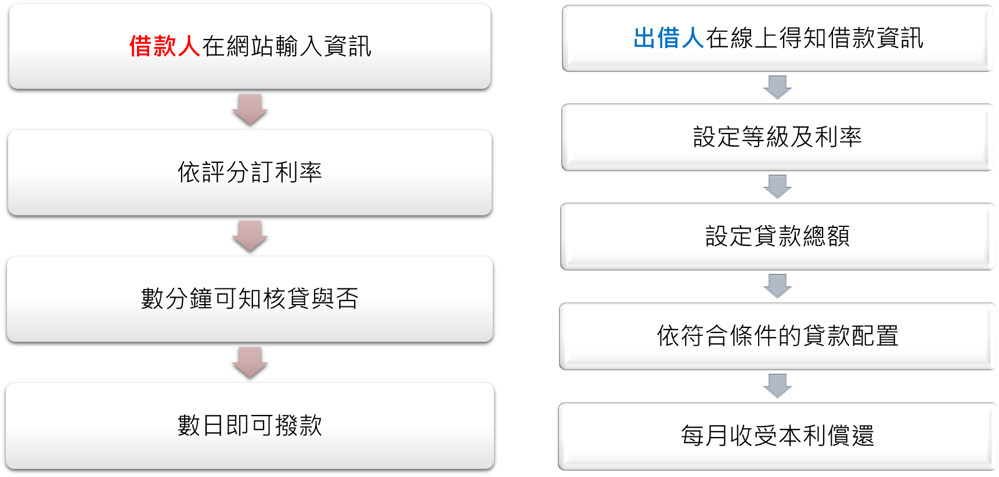 借款人在網站輸入資訊
依評分訂利率
數分鐘可知核貸與否
數日即可撥款
出借人在線上得知借款資訊
設定等級及利率
設定貸款總額
依符合條件的貸款配置
每月收受本利償還